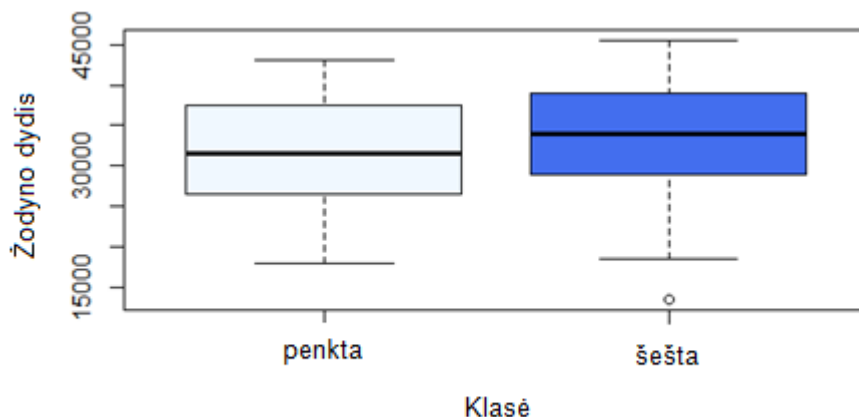 Žodyno dydis
45000
30000
15000
penkta
šešta
Klasė